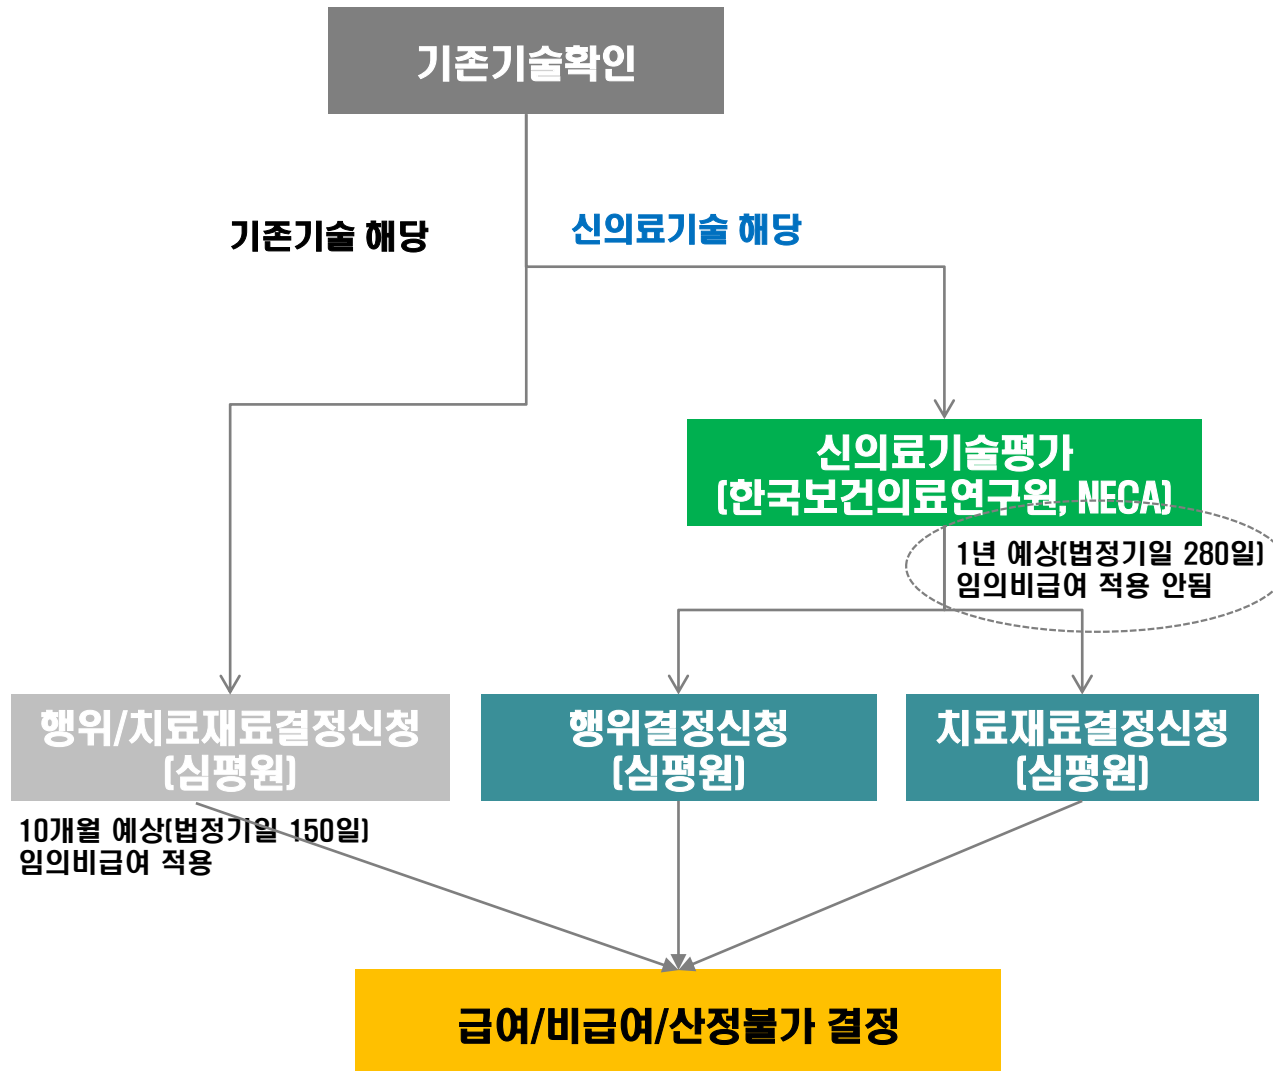 기존기술확인
기존기술 해당
신의료기술 해당
신의료기술평가
(한국보건의료연구원, NECA)
1년 예상(법정기일 280일)
임의비급여 적용 안됨
행위/치료재료결정신청
(심평원)
행위결정신청
(심평원)
치료재료결정신청
(심평원)
10개월 예상(법정기일 150일)
임의비급여 적용
급여/비급여/산정불가 결정